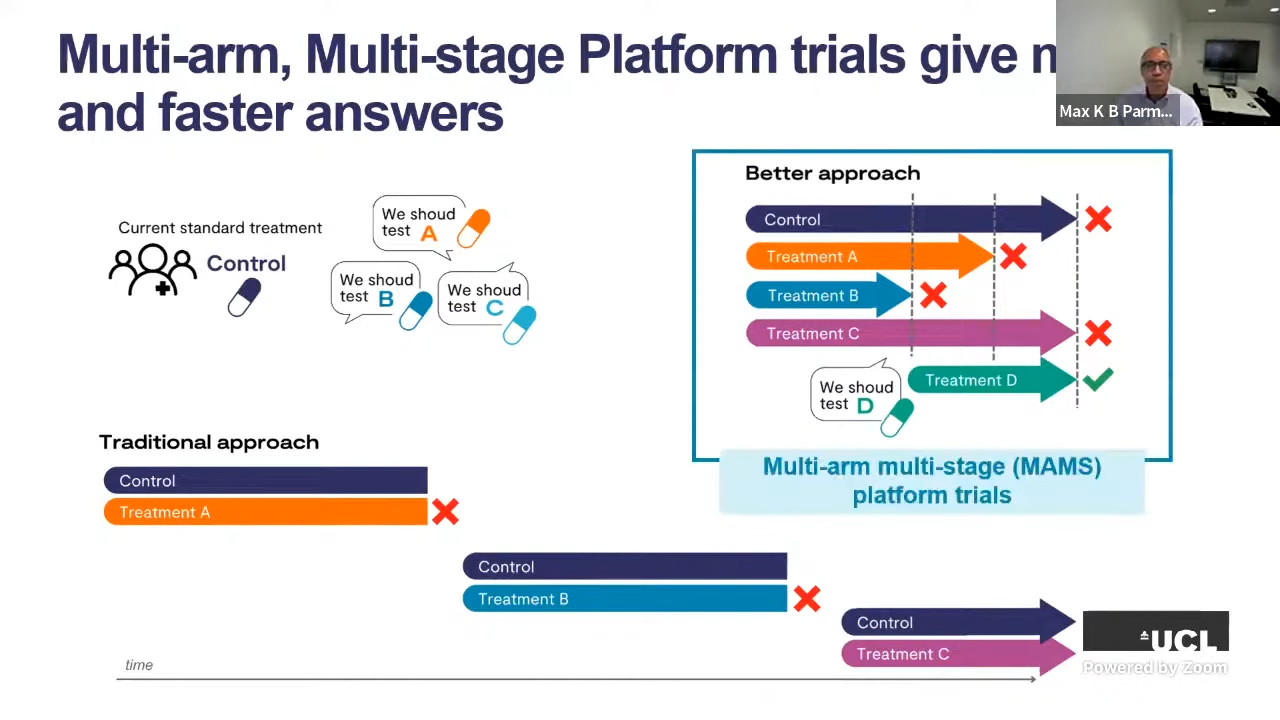 Multi-arm, Multi-stage Platform trials give
and faster answers
Max K B Parm...
Current standard treatment
Control
We shoud
test A
We shoud
test B
We shoud
test C
Better approach
Control
Treatment A
Treatment B
Treatment C
Treatment D
We shoud
test D
Multi-arm multi-stage (MAMS)
platform trials
Traditional approach
Control
Treatment A
Control
Treatment B
Control
Treatment C
time
UCL
Powered by Zoom